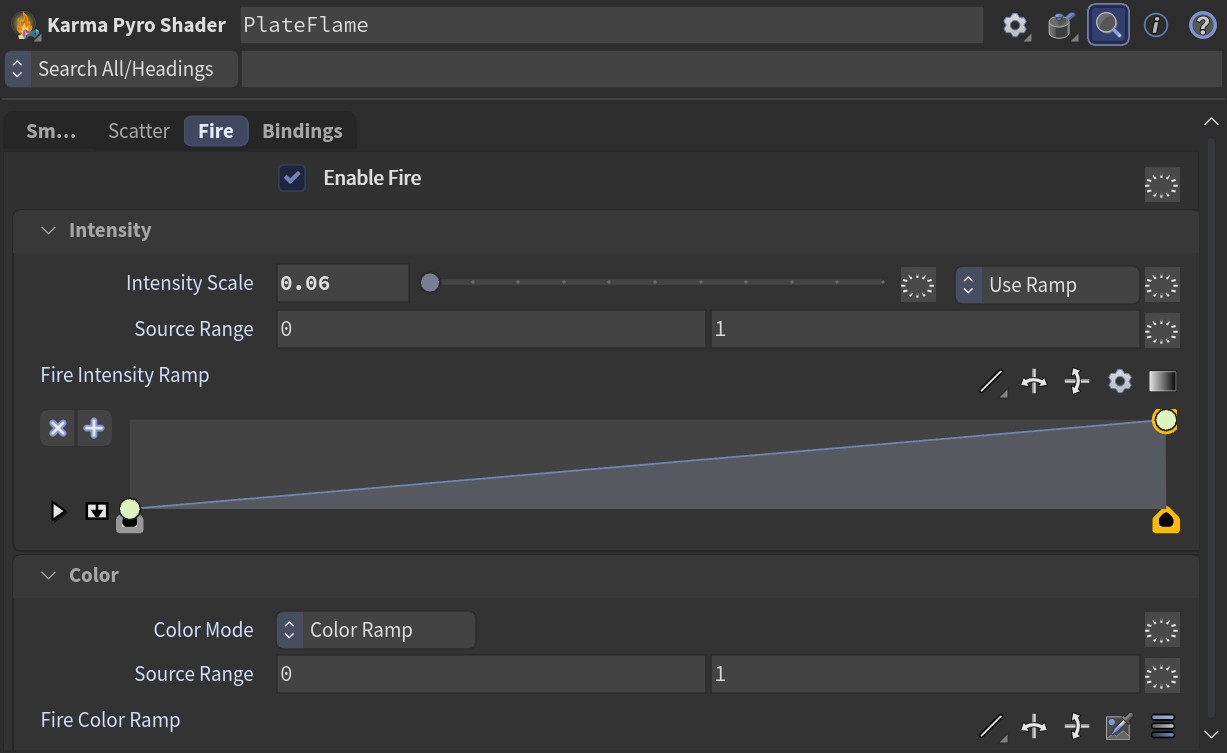 Karma Pyro Shader PlateFlame
Search All/Headings
Sm... Scatter Fire Bindings
Enable Fire
Intensity
Intensity Scale 0.06 Use Ramp
Source Range 0 1
Fire Intensity Ramp
Color
Color Mode Color Ramp
Source Range 0 1
Fire Color Ramp